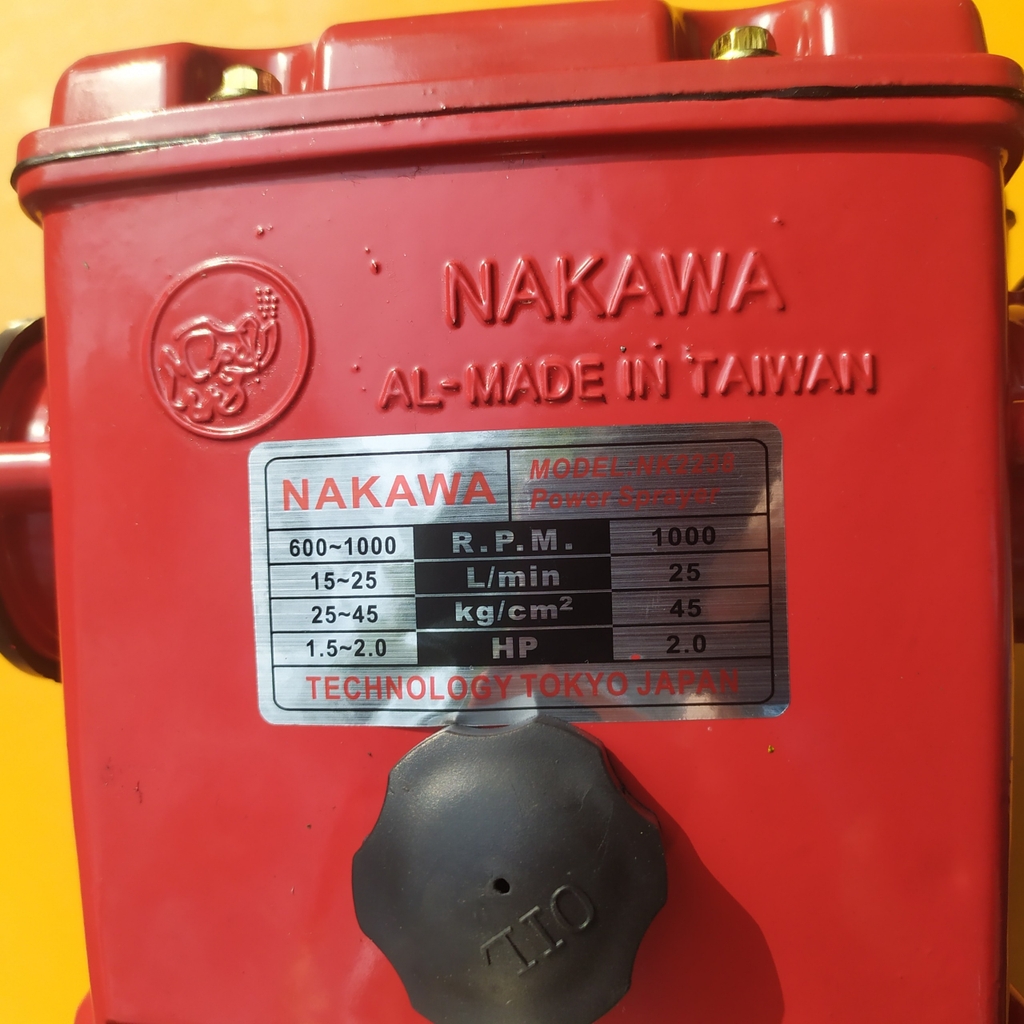 NAKAWA
AL-MADE IN TAIWAN
NAKAWA
MODEL:NK2238
Power Sprayer
600~1000 R.P.M. 1000
15~25 L/min 25
25~45 kg/cm² 45
1.5~2.0 HP 2.0
TECHNOLOGY TOKYO JAPAN
OIL